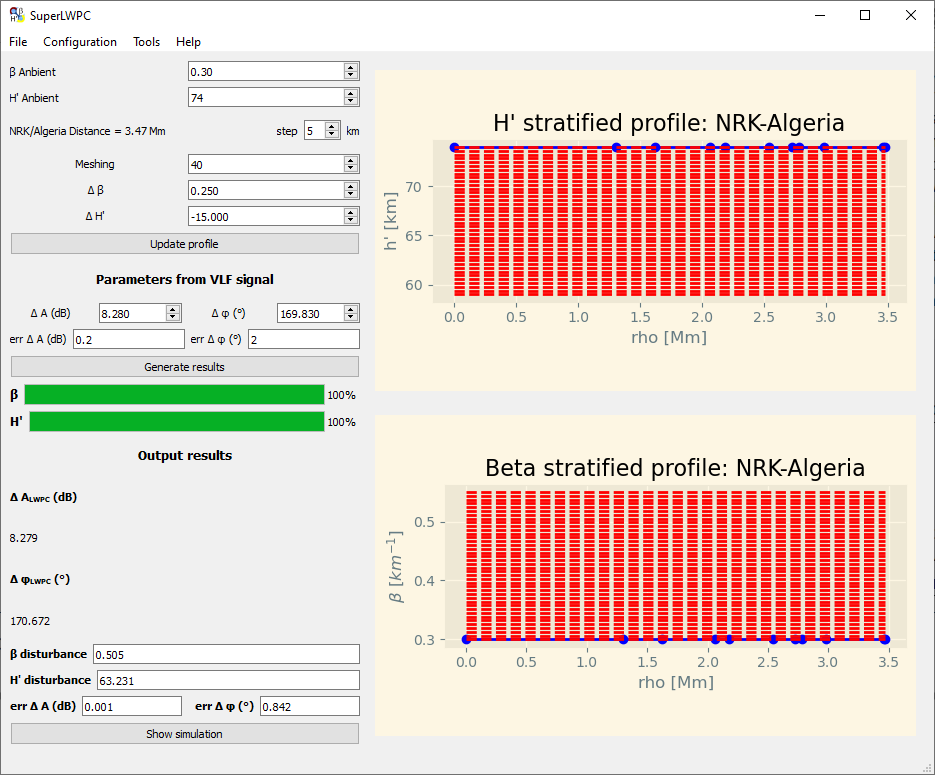 SuperLWPC
File Configuration Tools Help
β Anbient 0.30
H' Anbient 74
NRK/Algeria Distance = 3.47 Mm step 5 km
Meshing 40
Δ β 0.250
Δ H' -15.000
Update profile
Parameters from VLF signal
Δ A (dB) 8.280 Δ φ (°) 169.830
err Δ A (dB) 0.2 err Δ φ (°) 2
Generate results
β 100%
H' 100%
Output results
Δ ALWPC (dB)
8.279
Δ φLWPC (°)
170.672
β disturbance 0.505
H' disturbance 63.231
err Δ A (dB) 0.001 err Δ φ (°) 0.842
Show simulation
H' stratified profile: NRK-Algeria
h' [km]
70
65
60
0.0 0.5 1.0 1.5 2.0 2.5 3.0 3.5
rho [Mm]
Beta stratified profile: NRK-Algeria
β [km⁻¹]
0.5
0.4
0.3
0.0 0.5 1.0 1.5 2.0 2.5 3.0 3.5
rho [Mm]